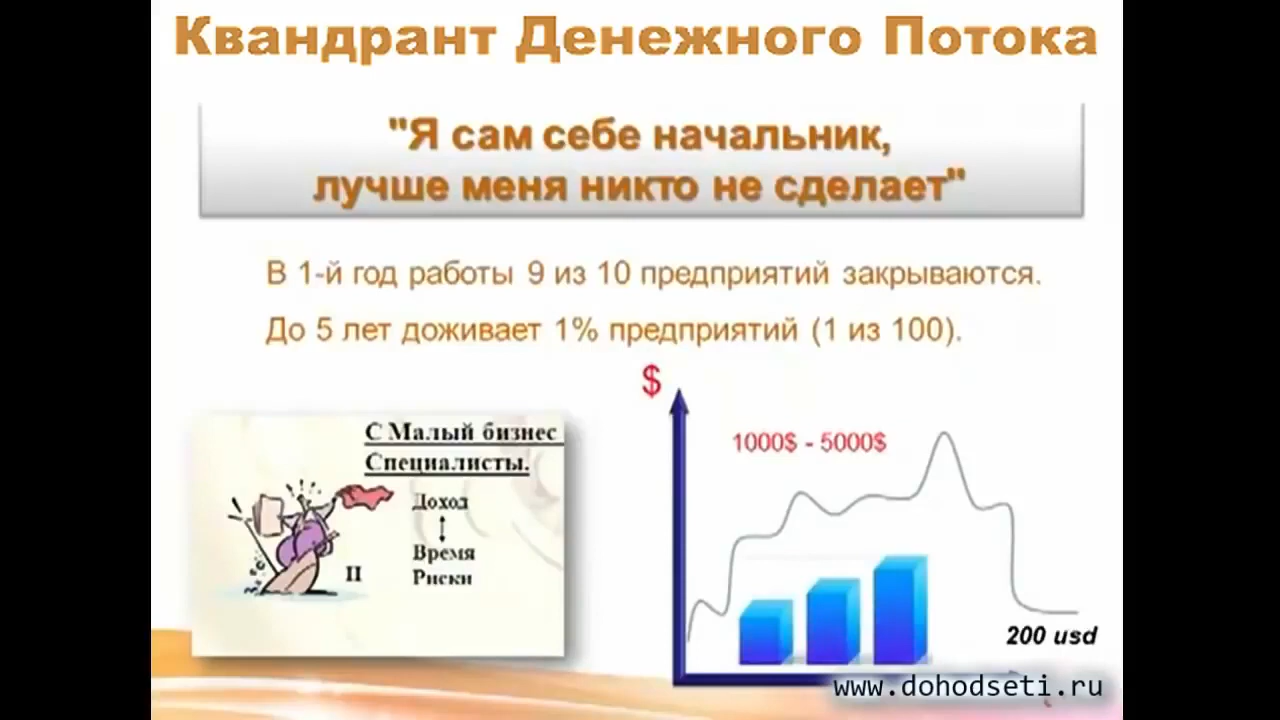 Квандрант Денежного Потока
"Я сам себе начальник,
лучше меня никто не сделает"
В 1-й год работы 9 из 10 предприятий закрываются.
До 5 лет доживает 1% предприятий (1 из 100).
С Малый бизнес
Специалисты.
Доход
Время
Риски
II
$
1000$ - 5000$
200 usd
www.dohodseti.ru